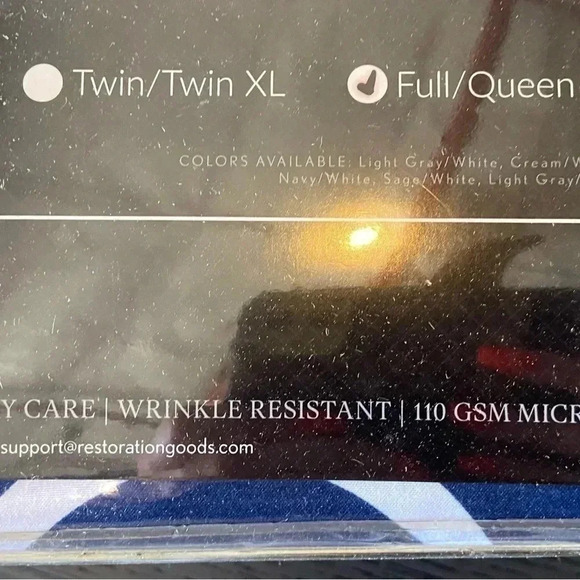 Twin/Twin XL Full/Queen
COLORS AVAILABLE: Light Gray/White, Cream/W
Navy/White, Sage/White, Light Gray/
Y CARE | WRINKLE RESISTANT | 110 GSM MICR
support@restorationgoods.com